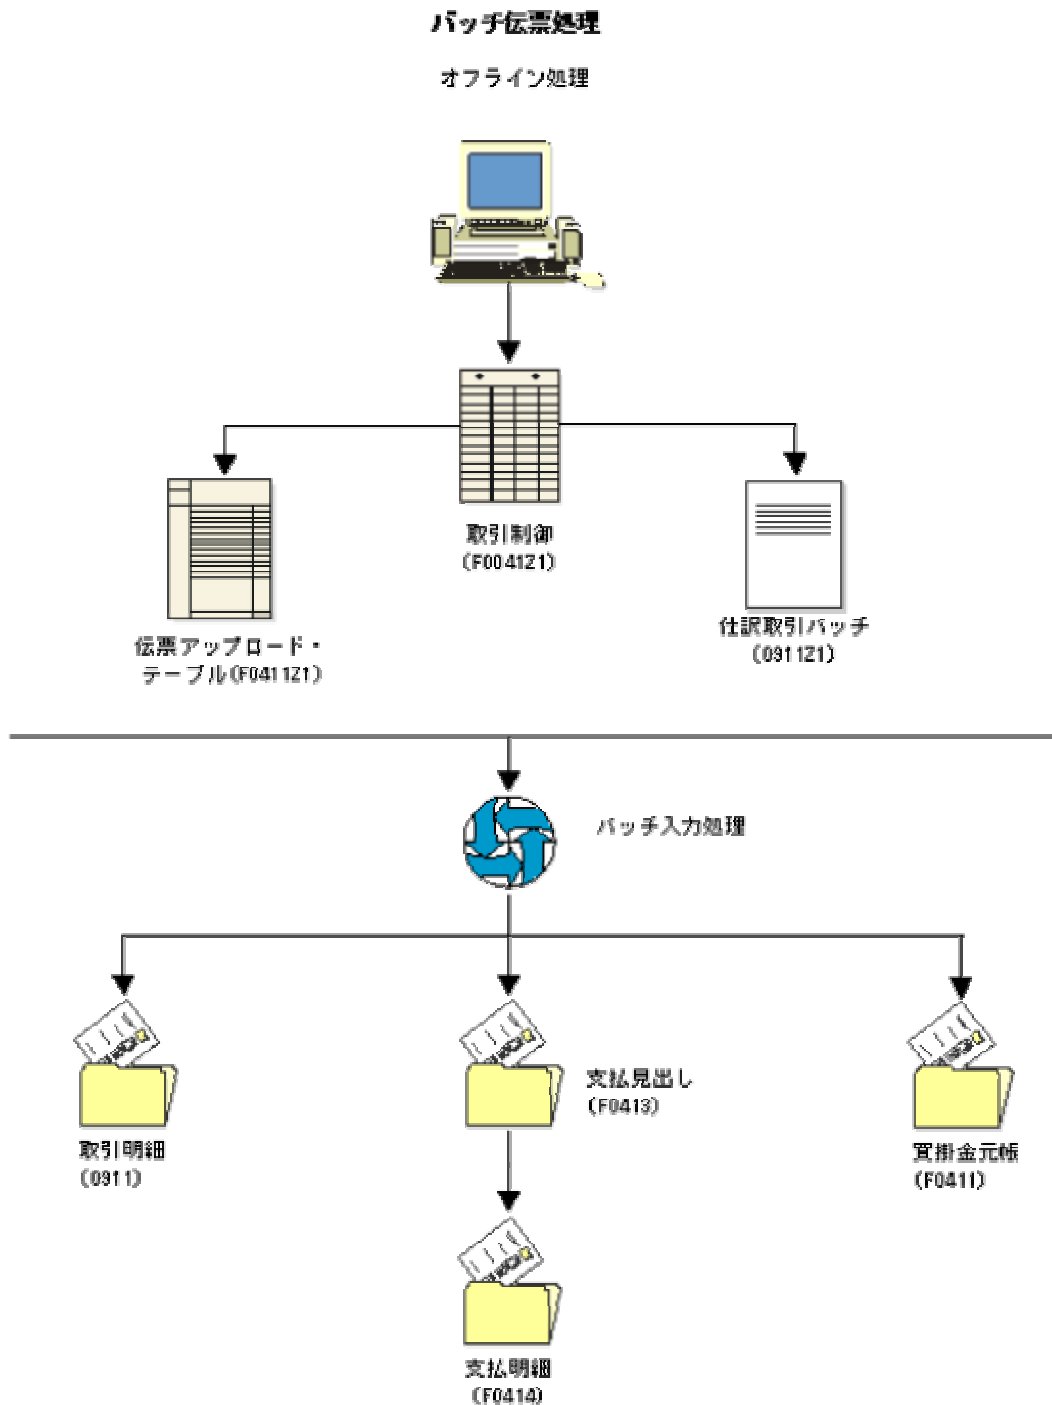 バッチ伝票処理
オフライン処理
取引制御
(F0041Z1)
伝票アップロード・
テーブル(F0411Z1)
仕訳取引バッチ
(0911Z1)
バッチ入力処理
取引明細
(0911)
支払見出し
(F0413)
買掛金元帳
(F0411)
支払明細
(F0414)